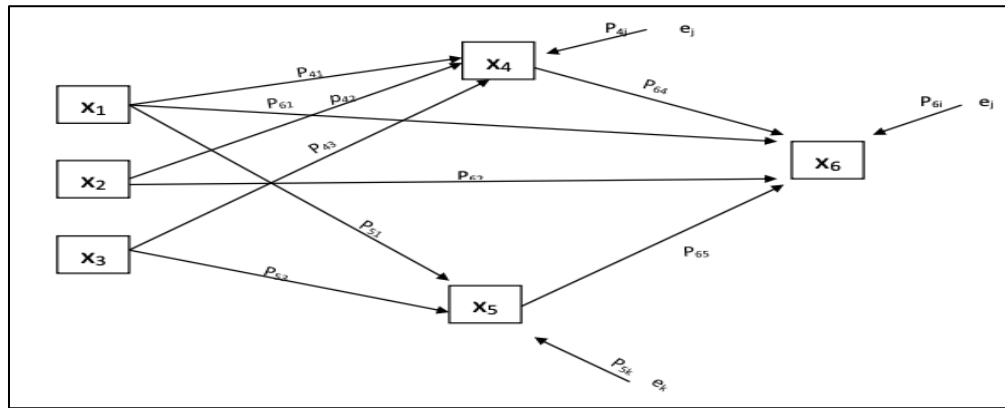 P₄ⱼ eⱼ
x₄
P₄₁
P₆₄
P₆ᵢ eⱼ
x₁
P₆₁
p₄₂
x₆
P₄₃
x₂
P₆₂
P₅₁
x₃
P₅₃
P₆₅
x₅
P₅ₖ eₖ